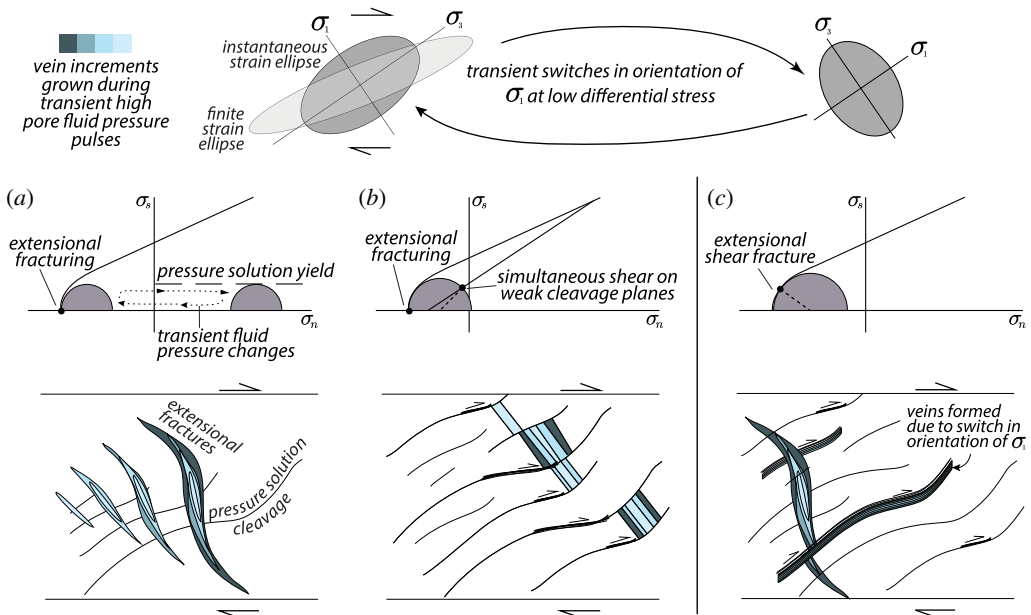 σ₁
σ₃
instantaneous
strain ellipse
finite
strain
ellipse
vein increments
grown during
transient high
pore fluid pressure
pulses
transient switches in orientation of
σ₁ at low differential stress
σ₃
σ₁
(a)
σs
extensional
fracturing
pressure solution yield
σn
transient fluid
pressure changes
extensional
fractures
pressure solution
cleavage
(b)
σs
extensional
fracturing
simultaneous shear on
weak cleavage planes
σn
(c)
σs
extensional
shear fracture
σn
veins formed
due to switch in
orientation of σ₁